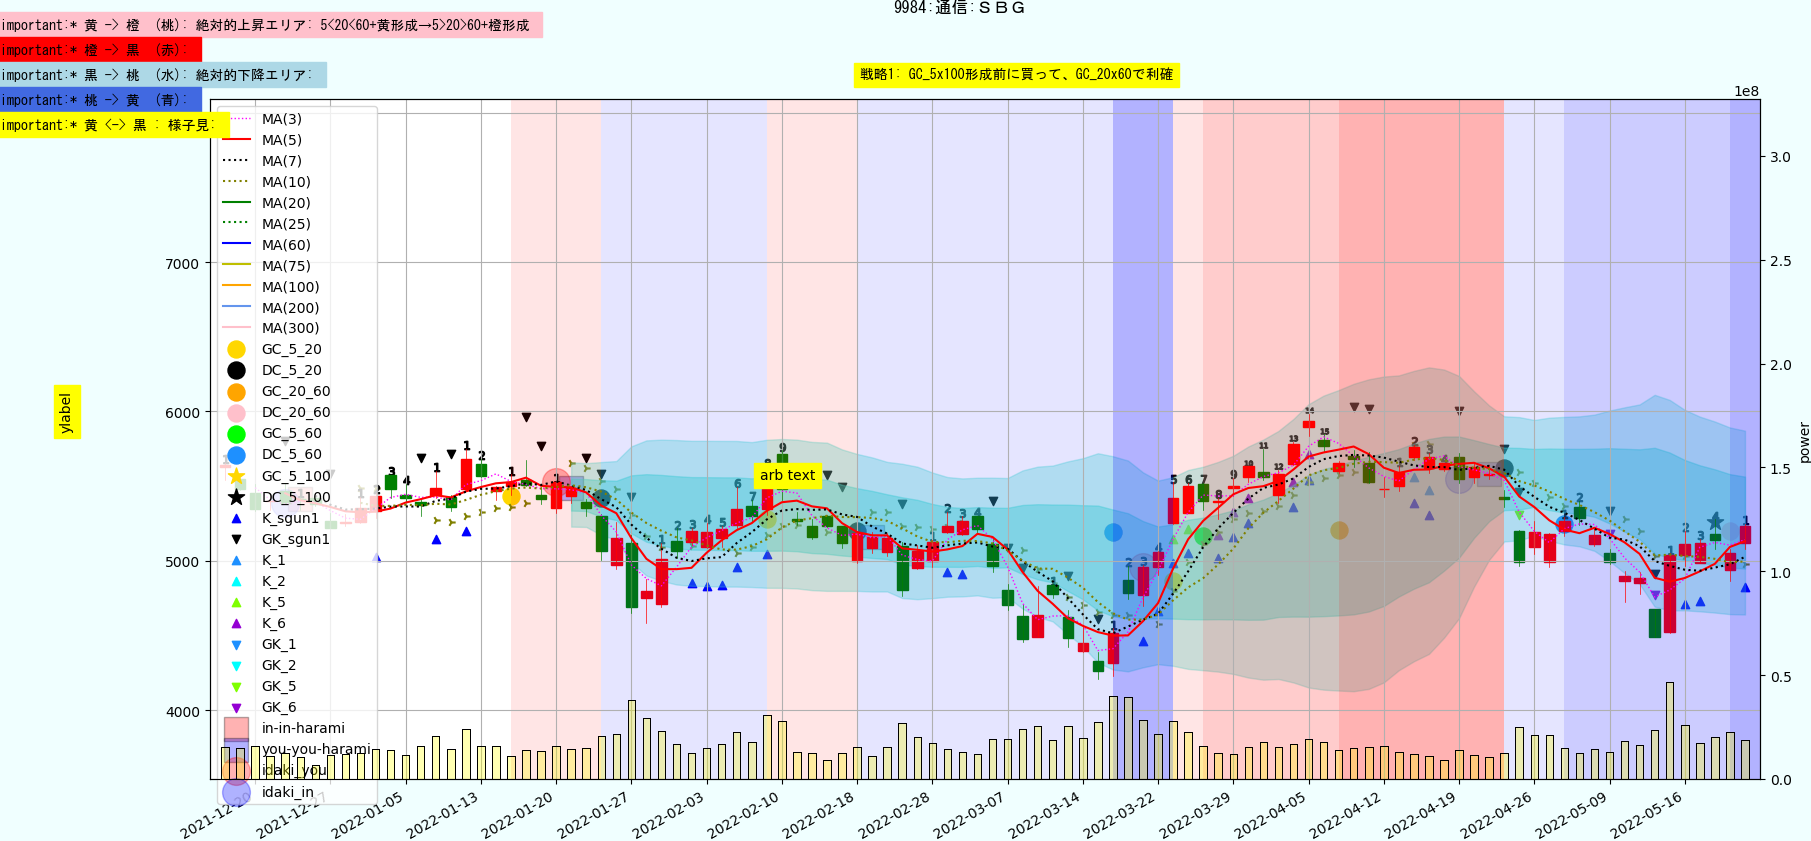 9984:通信:ＳＢＧ
important:* 黄 -> 橙 (桃): 絶対的上昇エリア: 5<20<60+黄形成→5>20>60+橙形成
important:* 橙 -> 黒 (赤):
important:* 黒 -> 桃 (水): 絶対的下降エリア:
戦略1: GC_5x100形成前に買って、GC_20x60で利確
important:* 桃 -> 黄 (青):
important:* 黄 <-> 黒 : 様子見:
1e8
MA(3)
MA(5)
MA(7)
MA(10)
MA(20)
MA(25)
MA(60)
MA(75)
MA(100)
MA(200)
MA(300)
GC_5_20
DC_5_20
GC_20_60
DC_20_60
GC_5_60
DC_5_60
GC_5_100
DC_5_100
K_sgun1
GK_sgun1
K_1
K_2
K_5
K_6
GK_1
GK_2
GK_5
GK_6
in-in-harami
you-you-harami
idaki_you
idaki_in
7000
6000
5000
4000
ylabel
arb text
3.0
2.5
2.0
1.5
1.0
0.5
0.0
power
2021-12-20
2021-12-27
2022-01-05
2022-01-13
2022-01-20
2022-01-27
2022-02-03
2022-02-10
2022-02-18
2022-02-28
2022-03-07
2022-03-14
2022-03-22
2022-03-29
2022-04-05
2022-04-12
2022-04-19
2022-04-26
2022-05-09
2022-05-16